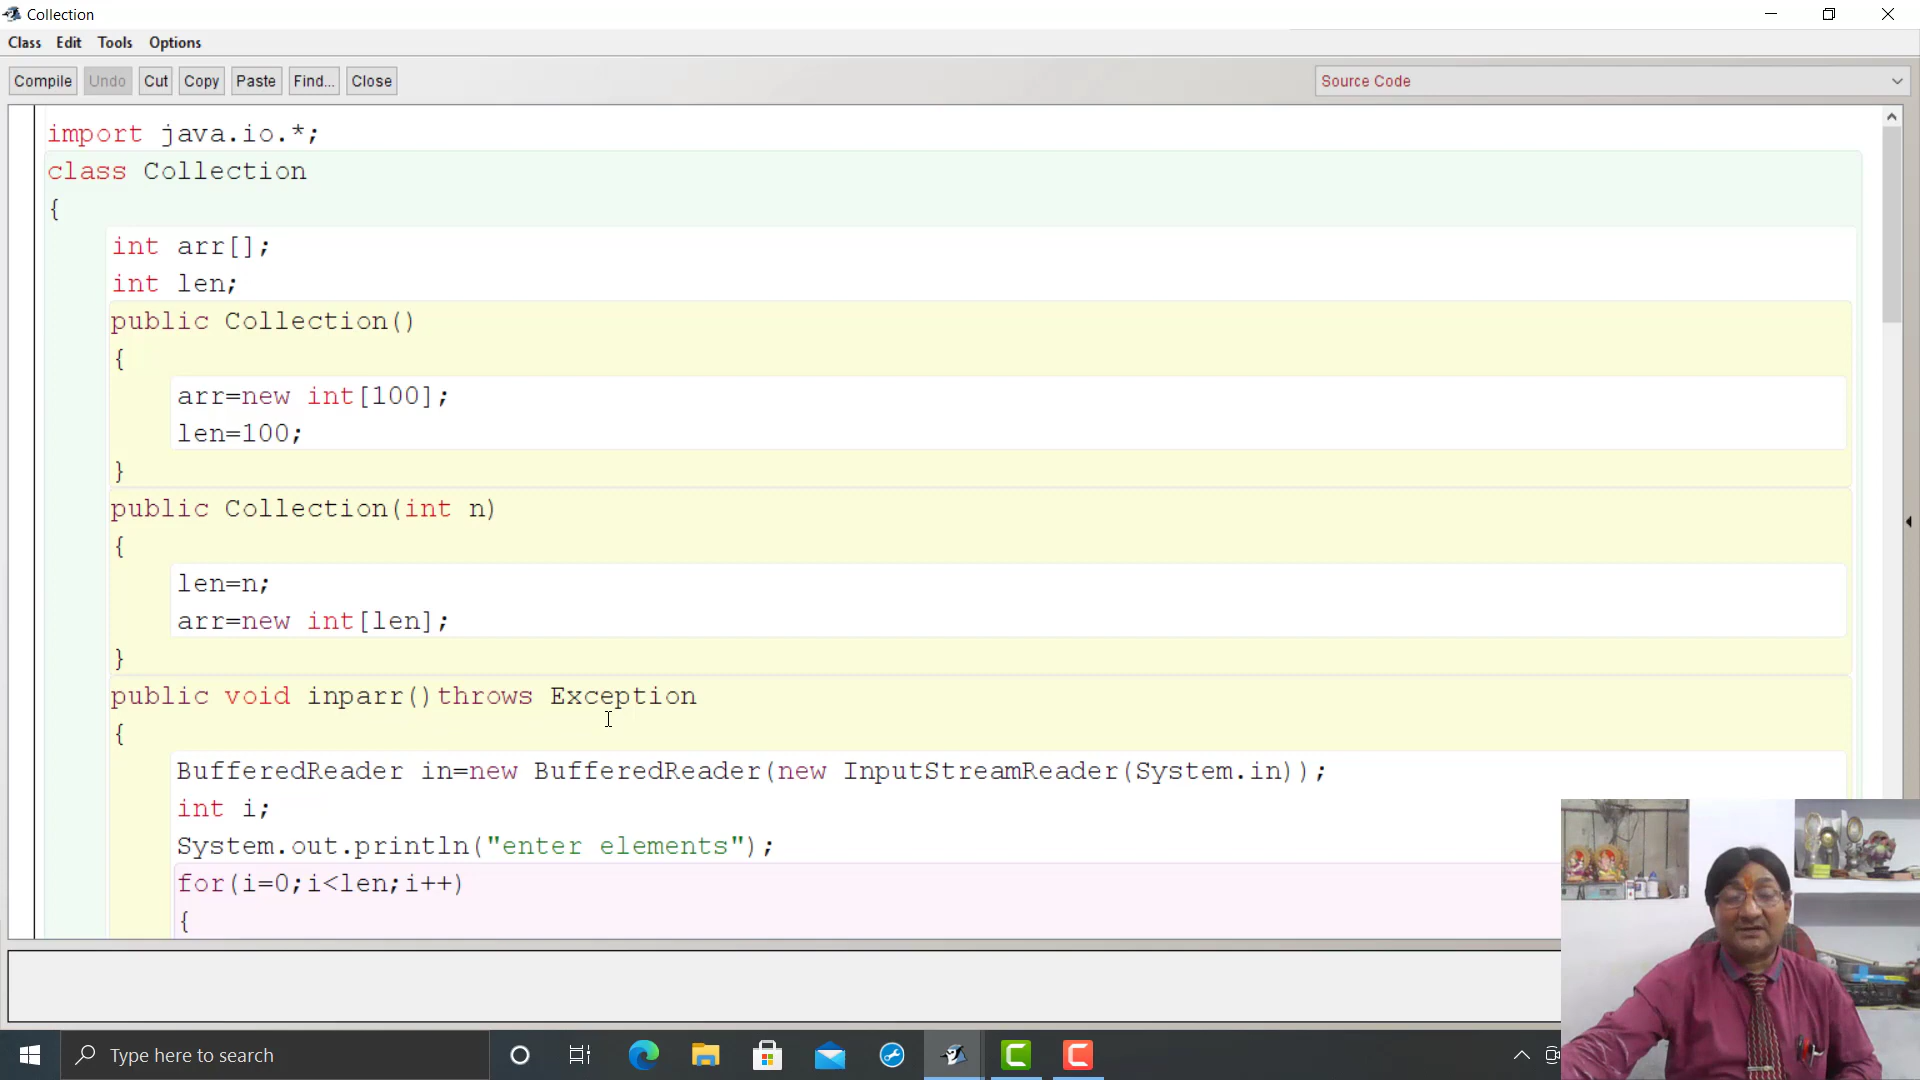 Collection
Class Edit Tools Options
Compile Undo Cut Copy Paste Find... Close Source Code
import java.io.*;
class Collection
{
int arr[];
int len;
public Collection()
{
arr=new int[100];
len=100;
}
public Collection(int n)
{
len=n;
arr=new int[len];
}
public void inparr()throws Exception
{
BufferedReader in=new BufferedReader(new InputStreamReader(System.in));
int i;
System.out.println("enter elements");
for(i=0;i<len;i++)
{
Type here to search